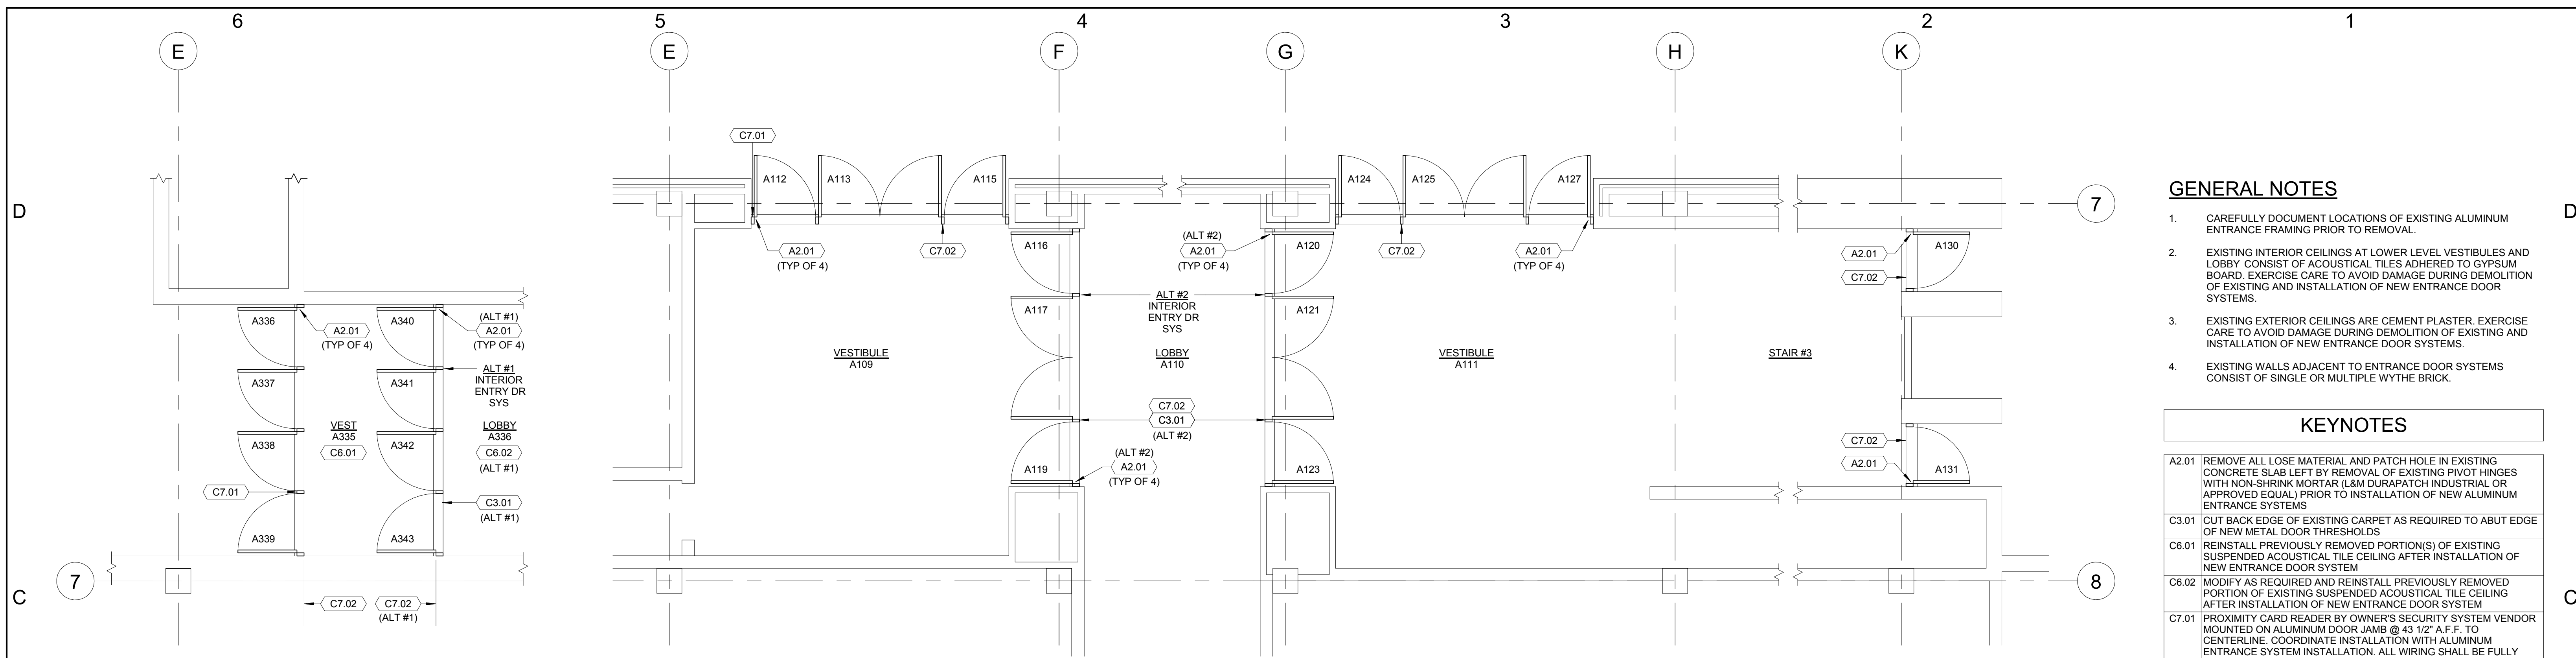 6
5
4
3
2
1
E
E
F
G
H
K
C7.01
A112
A113
A115
A124
A125
A127
D
7
D
A2.01
(TYP OF 4)
C7.02
A116
(ALT #2)
A2.01
(TYP OF 4)
A120
C7.02
A2.01
(TYP OF 4)
A2.01
C7.02
A130
A336
A2.01
(TYP OF 4)
A340
(ALT #1)
A2.01
(TYP OF 4)
A117
ALT #2
INTERIOR
ENTRY DR
SYS
A121
A337
A341
ALT #1
INTERIOR
ENTRY DR
SYS
VESTIBULE
A109
LOBBY
A110
VESTIBULE
A111
STAIR #3
A338
VEST
A335
C6.01
A342
LOBBY
A336
C6.02
(ALT #1)
C7.02
C3.01
(ALT #2)
C7.02
A2.01
A131
C7.01
C3.01
(ALT #1)
A119
(ALT #2)
A2.01
(TYP OF 4)
A123
A339
A343
C
7
8
C
C7.02
C7.02
(ALT #1)
GENERAL NOTES
1. CAREFULLY DOCUMENT LOCATIONS OF EXISTING ALUMINUM
ENTRANCE FRAMING PRIOR TO REMOVAL.
2. EXISTING INTERIOR CEILINGS AT LOWER LEVEL VESTIBULES AND
LOBBY CONSIST OF ACOUSTICAL TILES ADHERED TO GYPSUM
BOARD. EXERCISE CARE TO AVOID DAMAGE DURING DEMOLITION
OF EXISTING AND INSTALLATION OF NEW ENTRANCE DOOR
SYSTEMS.
3. EXISTING EXTERIOR CEILINGS ARE CEMENT PLASTER. EXERCISE
CARE TO AVOID DAMAGE DURING DEMOLITION OF EXISTING AND
INSTALLATION OF NEW ENTRANCE DOOR SYSTEMS.
4. EXISTING WALLS ADJACENT TO ENTRANCE DOOR SYSTEMS
CONSIST OF SINGLE OR MULTIPLE WYTHE BRICK.
KEYNOTES
A2.01 REMOVE ALL LOSE MATERIAL AND PATCH HOLE IN EXISTING
CONCRETE SLAB LEFT BY REMOVAL OF EXISTING PIVOT HINGES
WITH NON-SHRINK MORTAR (L&M DURAPATCH INDUSTRIAL OR
APPROVED EQUAL) PRIOR TO INSTALLATION OF NEW ALUMINUM
ENTRANCE SYSTEMS
C3.01 CUT BACK EDGE OF EXISTING CARPET AS REQUIRED TO ABUT EDGE
OF NEW METAL DOOR THRESHOLDS
C6.01 REINSTALL PREVIOUSLY REMOVED PORTION(S) OF EXISTING
SUSPENDED ACOUSTICAL TILE CEILING AFTER INSTALLATION OF
NEW ENTRANCE DOOR SYSTEM
C6.02 MODIFY AS REQUIRED AND REINSTALL PREVIOUSLY REMOVED
PORTION OF EXISTING SUSPENDED ACOUSTICAL TILE CEILING
AFTER INSTALLATION OF NEW ENTRANCE DOOR SYSTEM
C7.01 PROXIMITY CARD READER BY OWNER'S SECURITY SYSTEM VENDOR
MOUNTED ON ALUMINUM DOOR JAMB @ 43 1/2" A.F.F. TO
CENTERLINE. COORDINATE INSTALLATION WITH ALUMINUM
ENTRANCE SYSTEM INSTALLATION. ALL WIRING SHALL BE FULLY